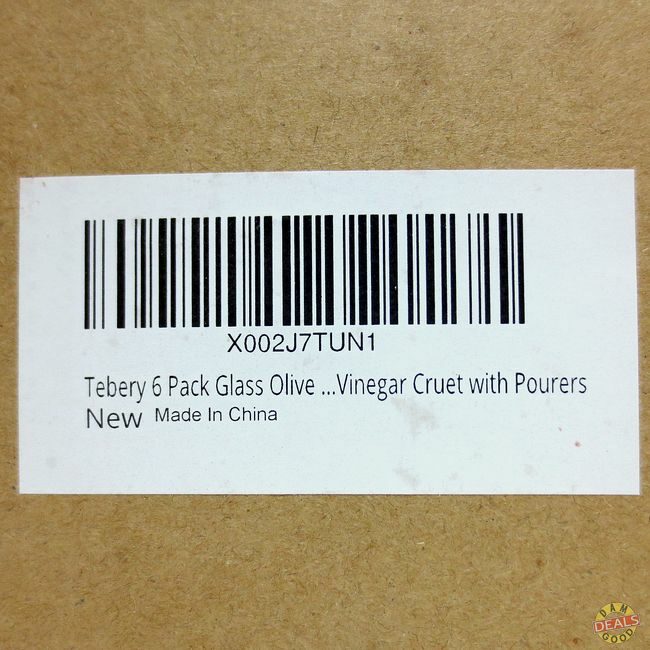 X002J7TUN1
Tebery 6 Pack Glass Olive ...Vinegar Cruet with Pourers
New Made In China
DAM
DEALS
GOOD